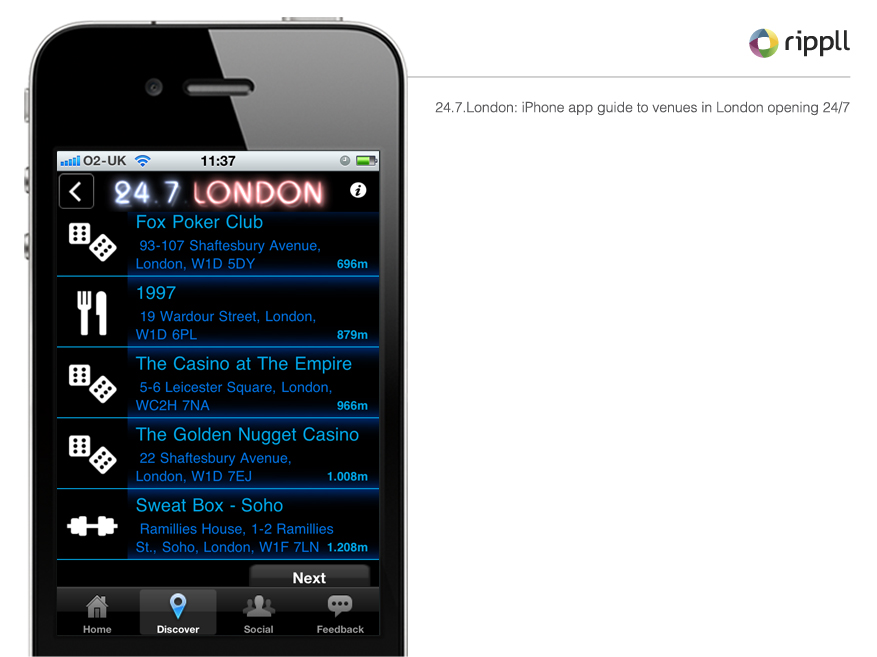 rippll
24.7.London: iPhone app guide to venues in London opening 24/7
O2-UK 11:37
24.7.LONDON
Fox Poker Club
93-107 Shaftesbury Avenue,
London, W1D 5DY 696m
1997
19 Wardour Street, London,
W1D 6PL 879m
The Casino at The Empire
5-6 Leicester Square, London,
WC2H 7NA 966m
The Golden Nugget Casino
22 Shaftesbury Avenue,
London, W1D 7EJ 1.008m
Sweat Box - Soho
Ramillies House, 1-2 Ramillies
St., Soho, London, W1F 7LN 1.208m
Next
Home Discover Social Feedback